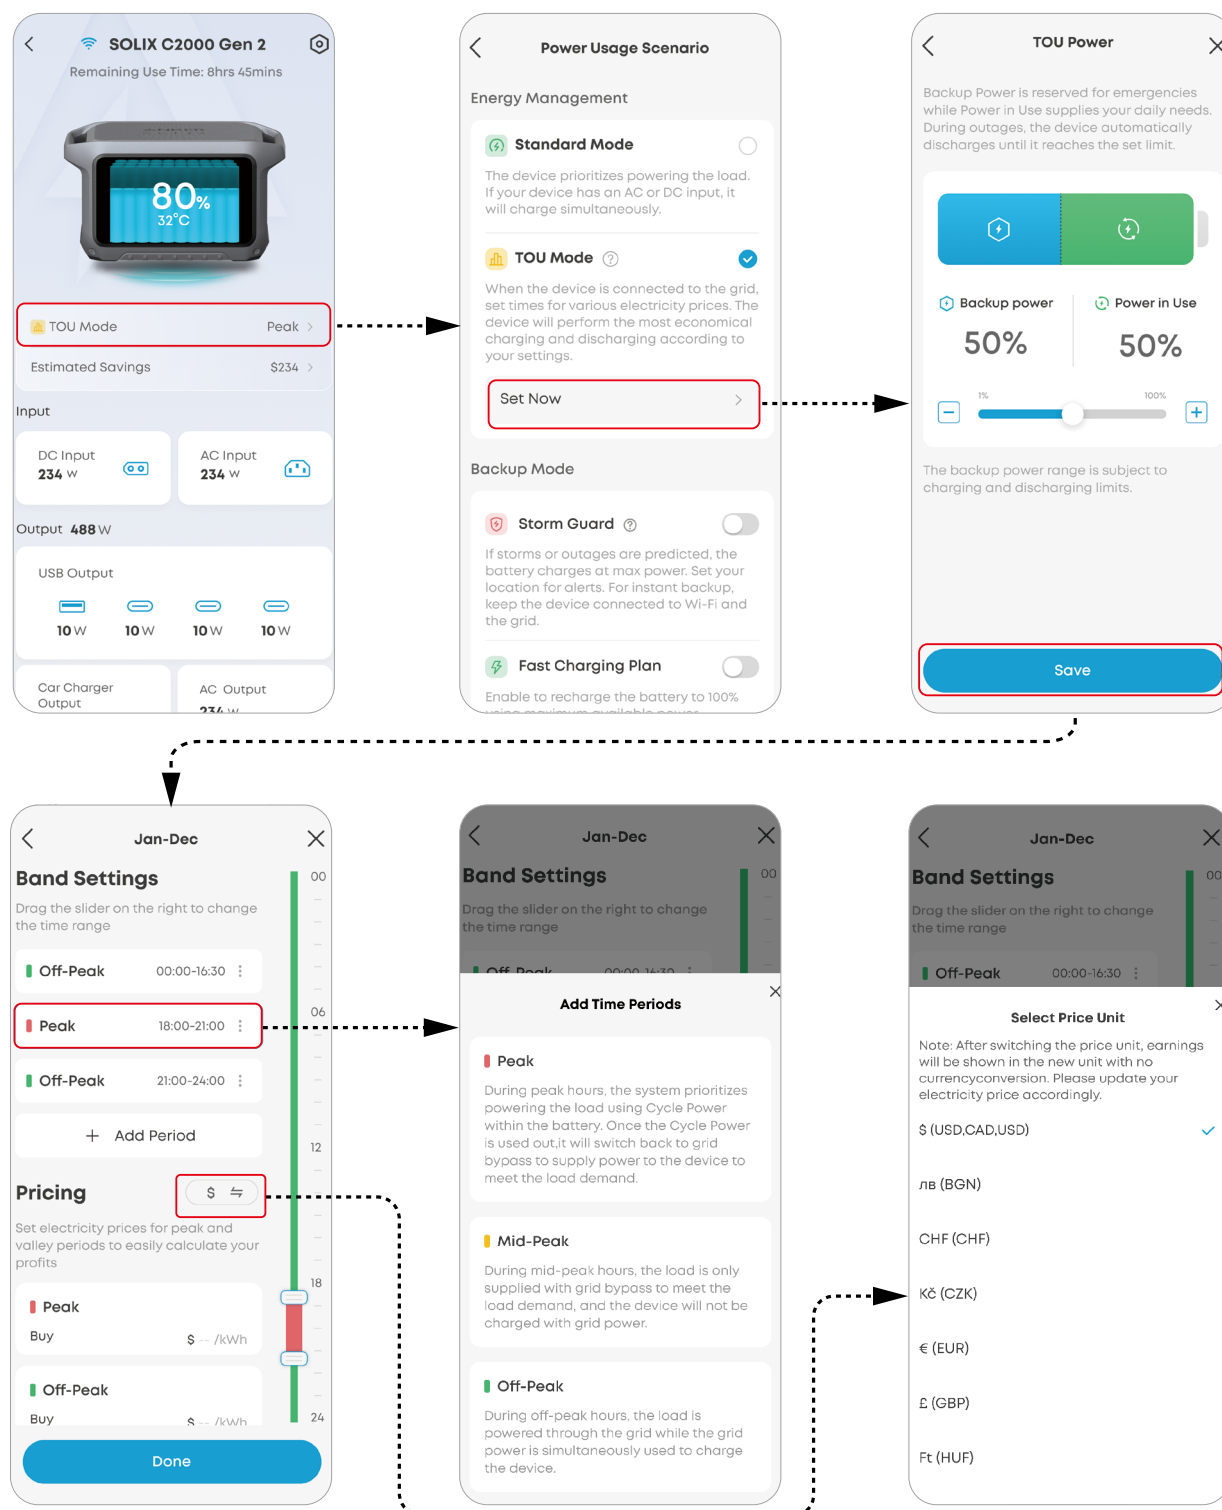 SOLIX C2000 Gen 2
Remaining Use Time: 8hrs 45mins
80%
32°C
TOU Mode
Peak
Estimated Savings
$234
Input
DC Input
234 W
AC Input
234 W
Output 488 W
USB Output
10 W
10 W
10 W
10 W
Car Charger
Output
AC Output
234 W
Power Usage Scenario
Energy Management
Standard Mode
The device prioritizes powering the load.
If your device has an AC or DC input, it
will charge simultaneously.
TOU Mode
When the device is connected to the grid,
set times for various electricity prices. The
device will perform the most economical
charging and discharging according to
your settings.
Set Now
Backup Mode
Storm Guard
If storms or outages are predicted, the
battery charges at max power. Set your
location for alerts. For instant backup,
keep the device connected to Wi-Fi and
the grid.
Fast Charging Plan
Enable to recharge the battery to 100%
using maximum available power
TOU Power
Backup Power is reserved for emergencies
while Power in Use supplies your daily needs.
During outages, the device automatically
discharges until it reaches the set limit.
Backup power
50%
Power in Use
50%
1%
100%
The backup power range is subject to
charging and discharging limits.
Save
Jan-Dec
Band Settings
Drag the slider on the right to change
the time range
Off-Peak
00:00-16:30
Peak
18:00-21:00
Off-Peak
21:00-24:00
+ Add Period
Pricing
$
Set electricity prices for peak and
valley periods to easily calculate your
profits
Peak
Buy
$ -- /kWh
Off-Peak
Buy
$ -- /kWh
00
06
12
18
24
Done
Jan-Dec
Band Settings
Drag the slider on the right to change
the time range
Off-Peak
00:00-16:30
00
Add Time Periods
Peak
During peak hours, the system prioritizes
powering the load using Cycle Power
within the battery. Once the Cycle Power
is used out,it will switch back to grid
bypass to supply power to the device to
meet the load demand.
Mid-Peak
During mid-peak hours, the load is only
supplied with grid bypass to meet the
load demand, and the device will not be
charged with grid power.
Off-Peak
During off-peak hours, the load is
powered through the grid while the grid
power is simultaneously used to charge
the device.
Jan-Dec
Band Settings
Drag the slider on the right to change
the time range
Off-Peak
00:00-16:30
00
Select Price Unit
Note: After switching the price unit, earnings
will be shown in the new unit with no
currencyconversion. Please update your
electricity price accordingly.
$ (USD,CAD,USD)
лв (BGN)
CHF (CHF)
Kč (CZK)
€ (EUR)
£ (GBP)
Ft (HUF)